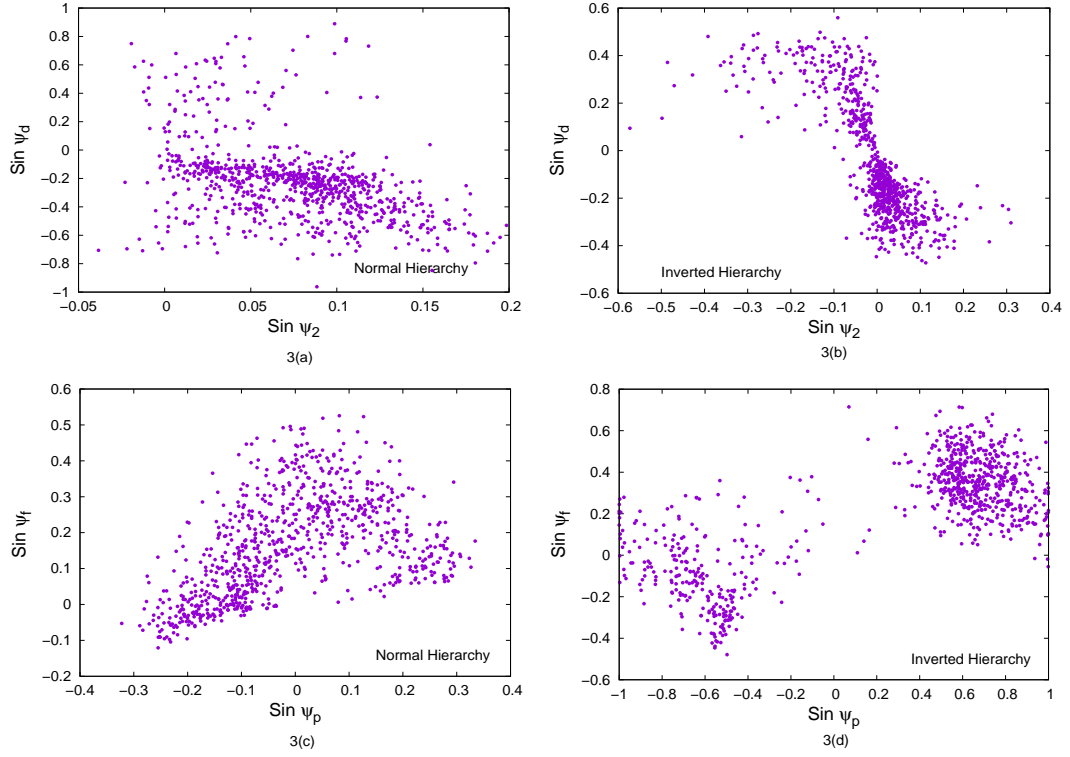 1
0.8
0.6
0.4
0.2
0
−0.2
−0.4
−0.6
−0.8
−1
Sin ψd
−0.05 0 0.05 0.1 0.15 0.2
Sin ψ2
Normal Hierarchy
3(a)
0.6
0.4
0.2
0
−0.2
−0.4
−0.6
Sin ψd
−0.6 −0.5 −0.4 −0.3 −0.2 −0.1 0 0.1 0.2 0.3 0.4
Sin ψ2
Inverted Hierarchy
3(b)
0.6
0.5
0.4
0.3
0.2
0.1
0
−0.1
−0.2
Sin ψf
−0.4 −0.3 −0.2 −0.1 0 0.1 0.2 0.3 0.4
Sin ψp
Normal Hierarchy
3(c)
0.8
0.6
0.4
0.2
0
−0.2
−0.4
−0.6
Sin ψf
−1 −0.8 −0.6 −0.4 −0.2 0 0.2 0.4 0.6 0.8 1
Sin ψp
Inverted Hierarchy
3(d)